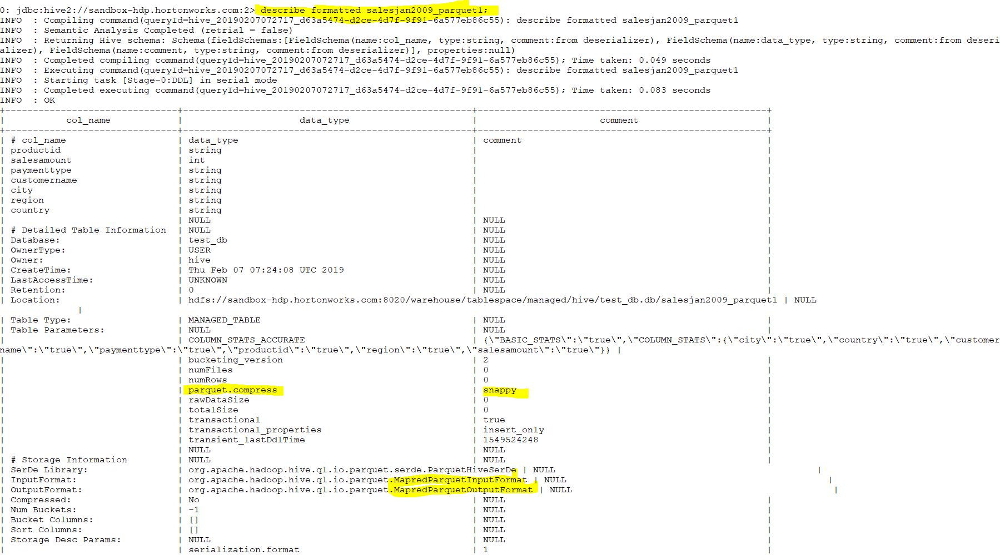 0: jdbc:hive2://sandbox-hdp.hortonworks.com:2> describe formatted salesjan2009_parquet1;
INFO  : Compiling command(queryId=hive_20190207072717_d63a5474-d2ce-4d7f-9f91-6a577eb86c55): describe formatted salesjan2009_parquet1
INFO  : Semantic Analysis Completed (retrial = false)
INFO  : Returning Hive schema: Schema(fieldSchemas:[FieldSchema(name:col_name, type:string, comment:from deserializer), FieldSchema(name:data_type, type:string, comment:from deseri
alizer), FieldSchema(name:comment, type:string, comment:from deserializer)], properties:null)
INFO  : Completed compiling command(queryId=hive_20190207072717_d63a5474-d2ce-4d7f-9f91-6a577eb86c55); Time taken: 0.049 seconds
INFO  : Executing command(queryId=hive_20190207072717_d63a5474-d2ce-4d7f-9f91-6a577eb86c55): describe formatted salesjan2009_parquet1
INFO  : Starting task [Stage-0:DDL] in serial mode
INFO  : Completed executing command(queryId=hive_20190207072717_d63a5474-d2ce-4d7f-9f91-6a577eb86c55); Time taken: 0.083 seconds
INFO  : OK
| col_name | data_type | comment |
| # col_name | data_type | comment |
| productid | string | |
| salesamount | int | |
| paymenttype | string | |
| customername | string | |
| city | string | |
| region | string | |
| country | string | |
| | NULL | NULL |
| # Detailed Table Information | NULL | NULL |
| Database: | test_db | NULL |
| OwnerType: | USER | NULL |
| Owner: | hive | NULL |
| CreateTime: | Thu Feb 07 07:24:08 UTC 2019 | NULL |
| LastAccessTime: | UNKNOWN | NULL |
| Retention: | 0 | NULL |
| Location: | hdfs://sandbox-hdp.hortonworks.com:8020/warehouse/tablespace/managed/hive/test_db.db/salesjan2009_parquet1 | NULL
|
| Table Type: | MANAGED_TABLE | NULL |
| Table Parameters: | NULL | NULL |
| | COLUMN_STATS_ACCURATE | {\"BASIC_STATS\":\"true\",\"COLUMN_STATS\":{\"city\":\"true\",\"country\":\"true\",\"customer
name\":\"true\",\"paymenttype\":\"true\",\"productid\":\"true\",\"region\":\"true\",\"salesamount\":\"true\"}} |
| | bucketing_version | 2 |
| | numFiles | 0 |
| | numRows | 0 |
| | parquet.compress | snappy |
| | rawDataSize | 0 |
| | totalSize | 0 |
| | transactional | true |
| | transactional_properties | insert_only |
| | transient_lastDdlTime | 1549524248 |
| | NULL | NULL |
| # Storage Information | NULL | NULL |
| SerDe Library: | org.apache.hadoop.hive.ql.io.parquet.serde.ParquetHiveSerDe | NULL |
| InputFormat: | org.apache.hadoop.hive.ql.io.parquet.MapredParquetInputFormat | NULL |
| OutputFormat: | org.apache.hadoop.hive.ql.io.parquet.MapredParquetOutputFormat | NULL |
| Compressed: | No | NULL |
| Num Buckets: | -1 | NULL |
| Bucket Columns: | [] | NULL |
| Sort Columns: | [] | NULL |
| Storage Desc Params: | NULL | NULL |
| | serialization.format | 1 |